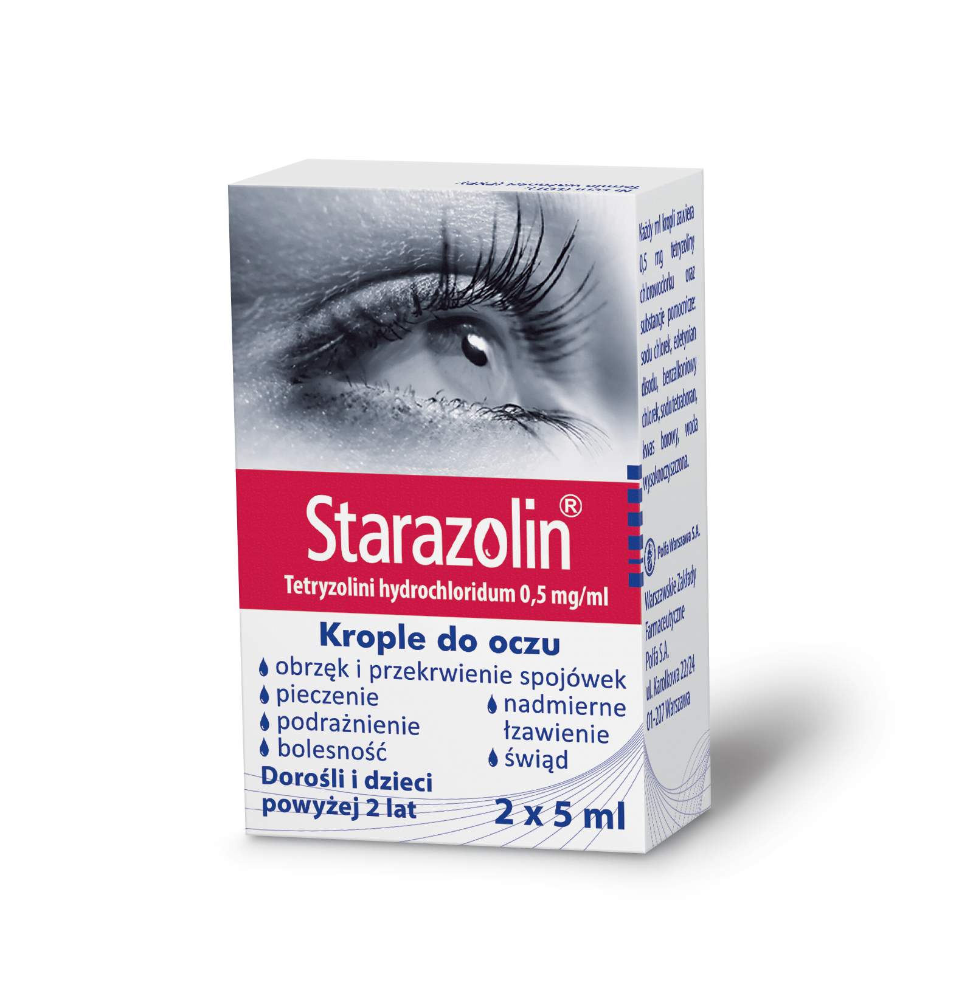 Starazolin®
Tetryzolini hydrochloridum 0,5 mg/ml
Krople do oczu
obrzęk i przekrwienie spojówek
pieczenie
podrażnienie
bolesność
nadmierne
łzawienie
świąd
Dorośli i dzieci
powyżej 2 lat
2 x 5 ml
Każdy ml kropli zawiera
0,5 mg tetryzoliny
chlorowodorku oraz
substancje pomocnicze:
sodu chlorek, edetynian
disodu, benzalkoniowy
chlorek, sodu tetraboran,
kwas borowy, woda
wysokooczyszczona.
Polfa Warszawa S.A.
Warszawskie Zakłady
Farmaceutyczne
Polfa S.A.
ul. Karolkowa 22/24
01-207 Warszawa